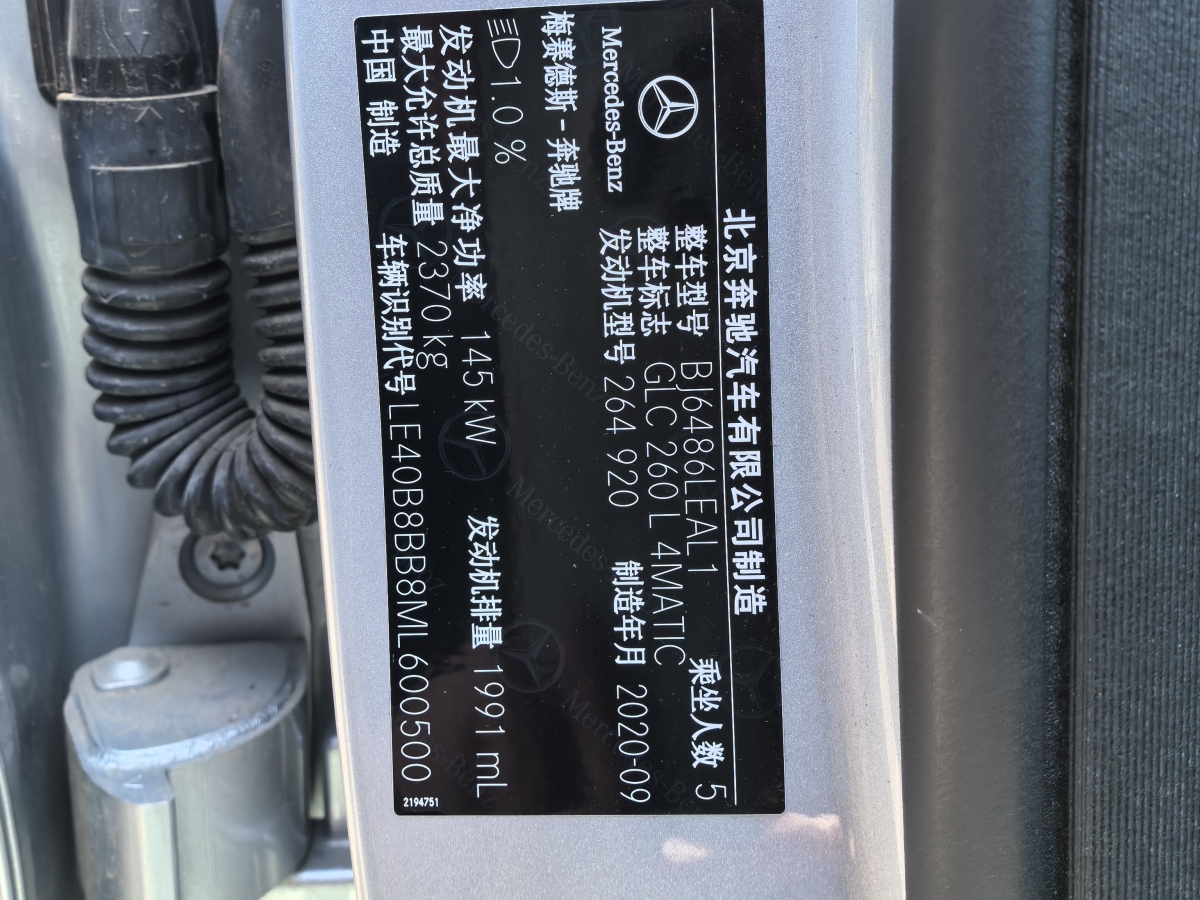 北京奔驰汽车有限公司制造
Mercedes-Benz
整车型号 BJ6486LEAL1 乘坐人数 5
整车标志 GLC 260 L 4MATIC
发动机型号 264 920 制造年月 2020-09
梅赛德斯-奔驰牌
1.0 %
发动机最大净功率 145 kW 发动机排量 1991 mL
最大允许总质量 2370 kg
中国 制造 车辆识别代号 LE40B8BB8ML600500
2194751